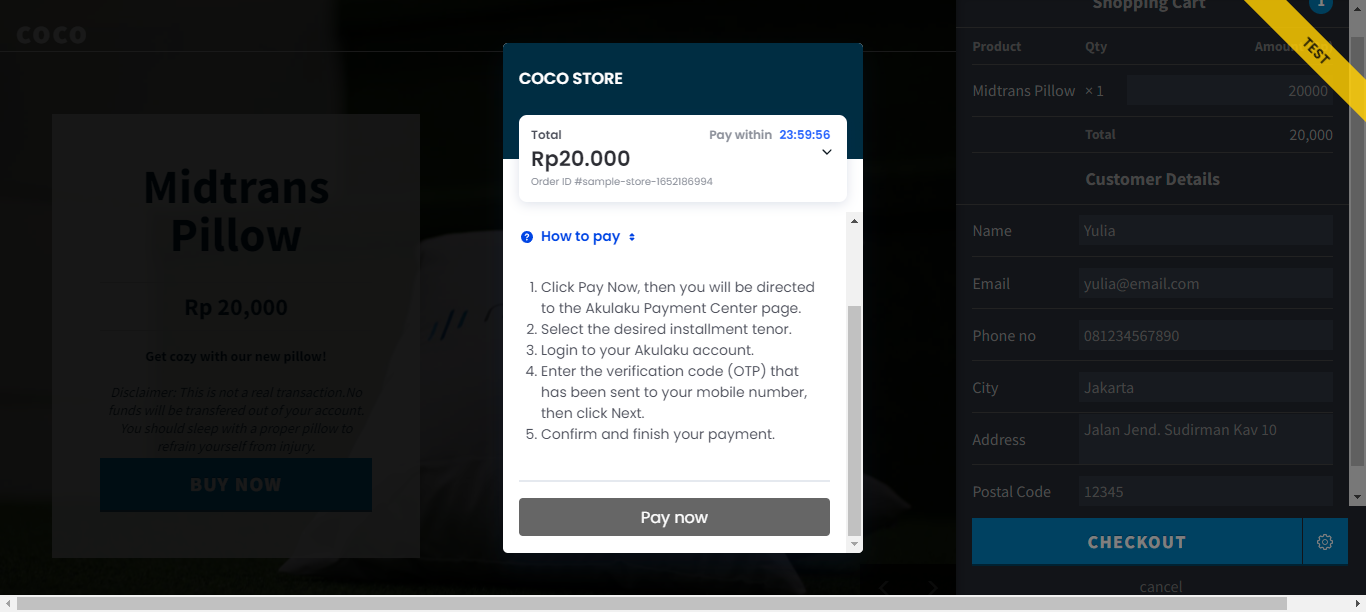 coco
Midtrans
Pillow
Rp 20,000
Get cozy with our new pillow!
Disclaimer: This is not a real transaction.No
funds will be transfered out of your account.
You should sleep with a proper pillow to
refrain yourself from injury.
BUY NOW
COCO STORE
Total Pay within 23:59:56
Rp20.000
Order ID #sample-store-1652186994
How to pay
1. Click Pay Now, then you will be directed
to the Akulaku Payment Center page.
2. Select the desired installment tenor.
3. Login to your Akulaku account.
4. Enter the verification code (OTP) that
has been sent to your mobile number,
then click Next.
5. Confirm and finish your payment.
Pay now
Shopping Cart 1
TEST
Product Qty
Midtrans Pillow × 1 20000
Total 20,000
Customer Details
Name Yulia
Email yulia@email.com
Phone no 081234567890
City Jakarta
Address Jalan Jend. Sudirman Kav 10
Postal Code 12345
CHECKOUT
cancel